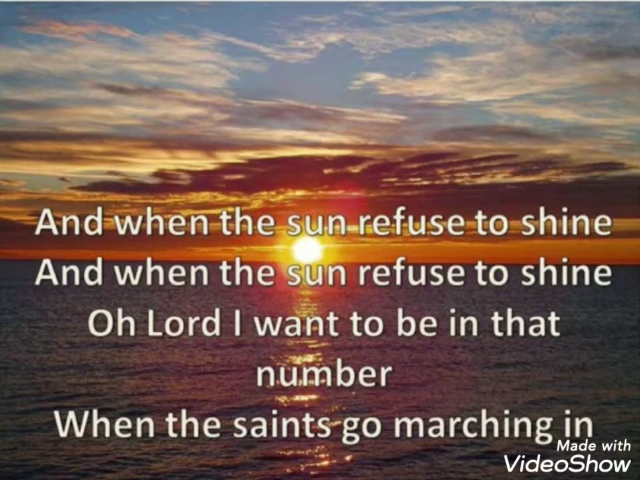 And when the sun refuse to shine
And when the sun refuse to shine
Oh Lord I want to be in that
number
When the saints go marching in
Made with
VideoShow